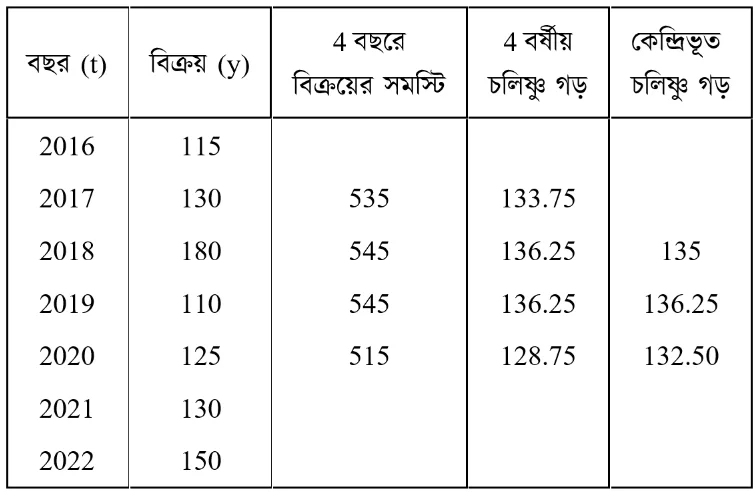 বছর (t) বিক্রয় (y) 4 বছরে বিক্রয়ের সমস্টি 4 বর্ষীয় চলিষ্ণু গড় কেন্দ্রিভূত চলিষ্ণু গড়
2016 115
2017 130 535 133.75
2018 180 545 136.25 135
2019 110 545 136.25 136.25
2020 125 515 128.75 132.50
2021 130
2022 150